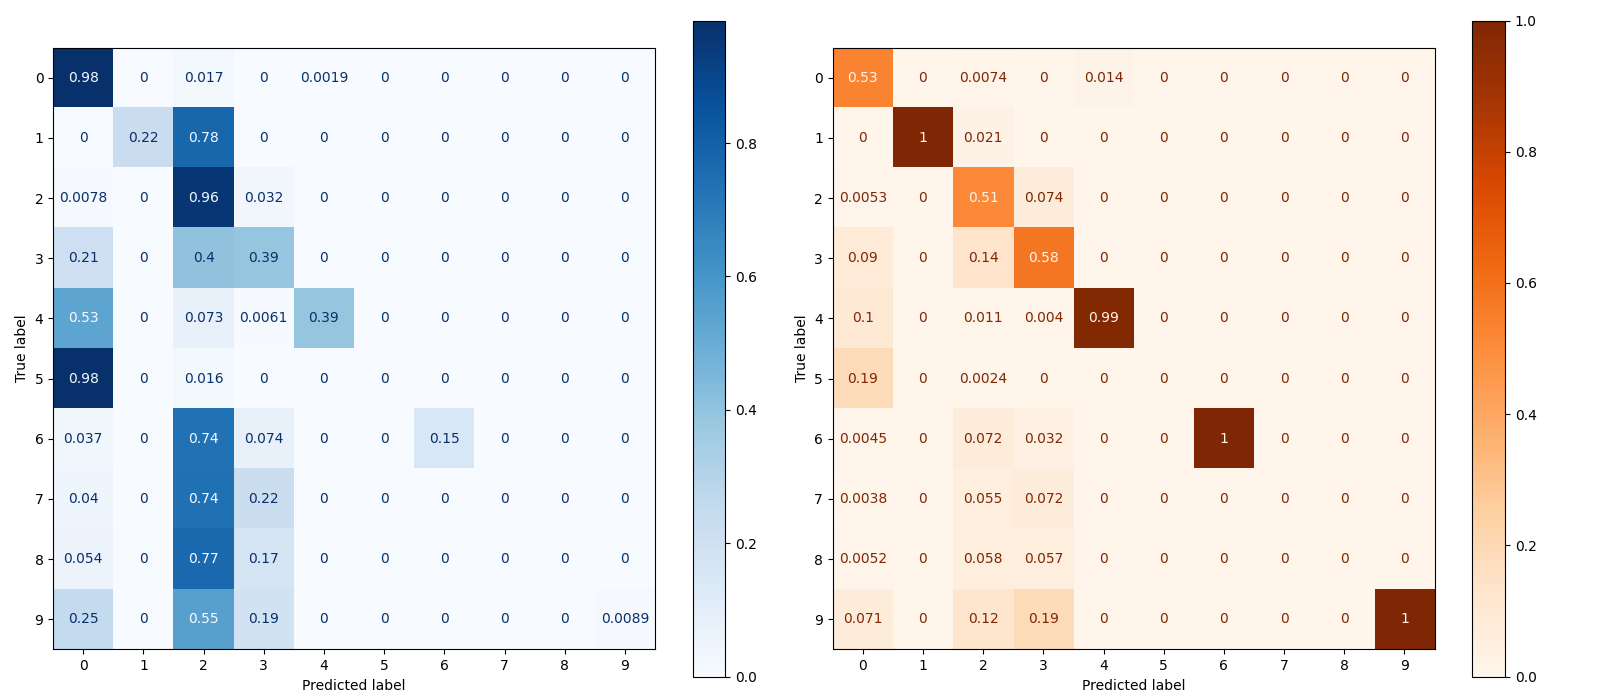 0 0.98 0 0.017 0 0.0019 0 0 0 0 0
1 0 0.22 0.78 0 0 0 0 0 0 0
2 0.0078 0 0.96 0.032 0 0 0 0 0 0
3 0.21 0 0.4 0.39 0 0 0 0 0 0
4 0.53 0 0.073 0.0061 0.39 0 0 0 0 0
5 0.98 0 0.016 0 0 0 0 0 0 0
6 0.037 0 0.74 0.074 0 0 0.15 0 0 0
7 0.04 0 0.74 0.22 0 0 0 0 0 0
8 0.054 0 0.77 0.17 0 0 0 0 0 0
9 0.25 0 0.55 0.19 0 0 0 0 0 0.0089
0 1 2 3 4 5 6 7 8 9
Predicted label
True label
0.8
0.6
0.4
0.2
0.0
0 0.53 0 0.0074 0 0.014 0 0 0 0 0
1 0 1 0.021 0 0 0 0 0 0 0
2 0.0053 0 0.51 0.074 0 0 0 0 0 0
3 0.09 0 0.14 0.58 0 0 0 0 0 0
4 0.1 0 0.011 0.004 0.99 0 0 0 0 0
5 0.19 0 0.0024 0 0 0 0 0 0 0
6 0.0045 0 0.072 0.032 0 0 1 0 0 0
7 0.0038 0 0.055 0.072 0 0 0 0 0 0
8 0.0052 0 0.058 0.057 0 0 0 0 0 0
9 0.071 0 0.12 0.19 0 0 0 0 0 1
0 1 2 3 4 5 6 7 8 9
Predicted label
True label
1.0
0.8
0.6
0.4
0.2
0.0